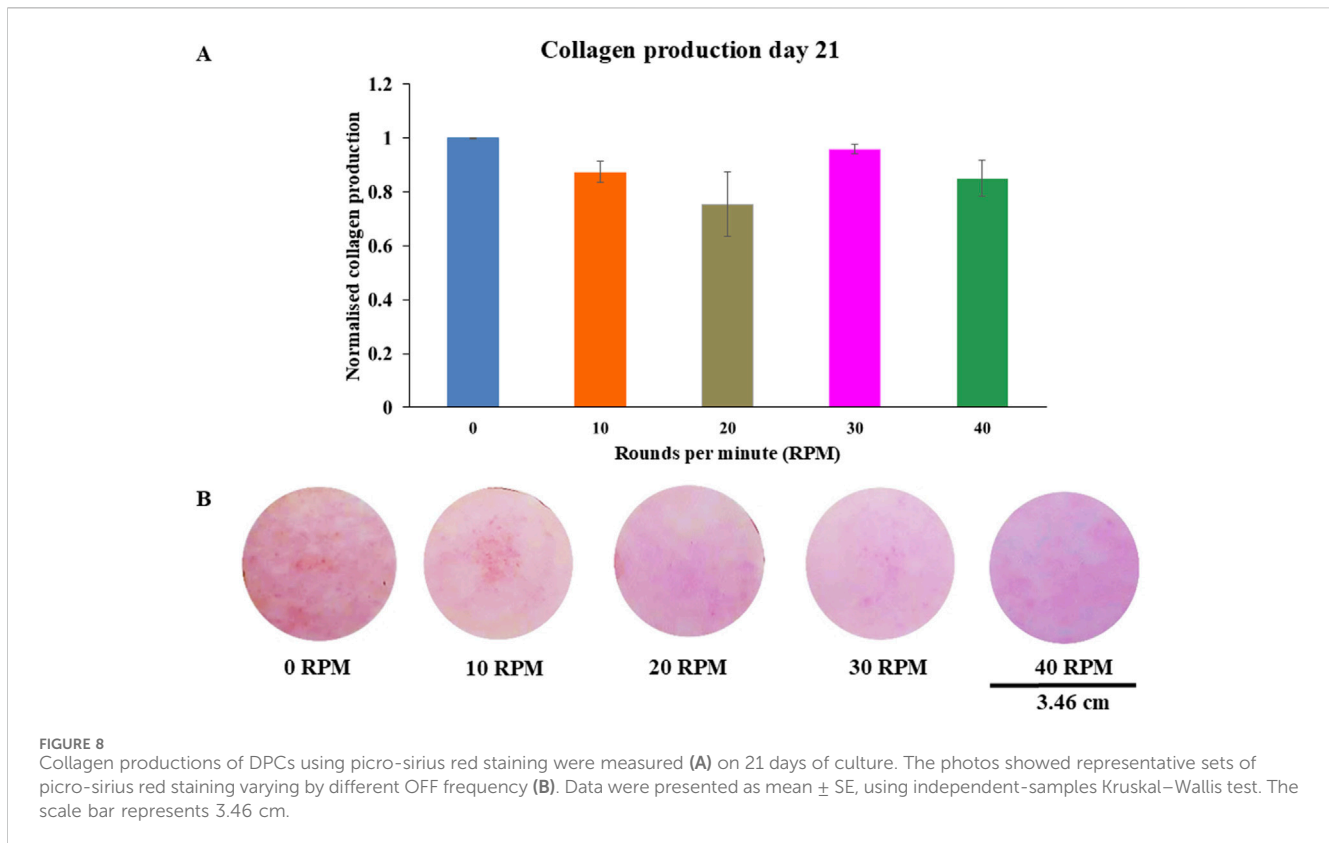 A
Collagen production day 21
Normalised collagen production
1.2
1
0.8
0.6
0.4
0.2
0
0 10 20 30 40
Rounds per minute (RPM)
B
0 RPM 10 RPM 20 RPM 30 RPM 40 RPM
3.46 cm
FIGURE 8
Collagen productions of DPCs using picro-sirius red staining were measured (A) on 21 days of culture. The photos showed representative sets of
picro-sirius red staining varying by different OFF frequency (B). Data were presented as mean ± SE, using independent-samples Kruskal–Wallis test. The
scale bar represents 3.46 cm.